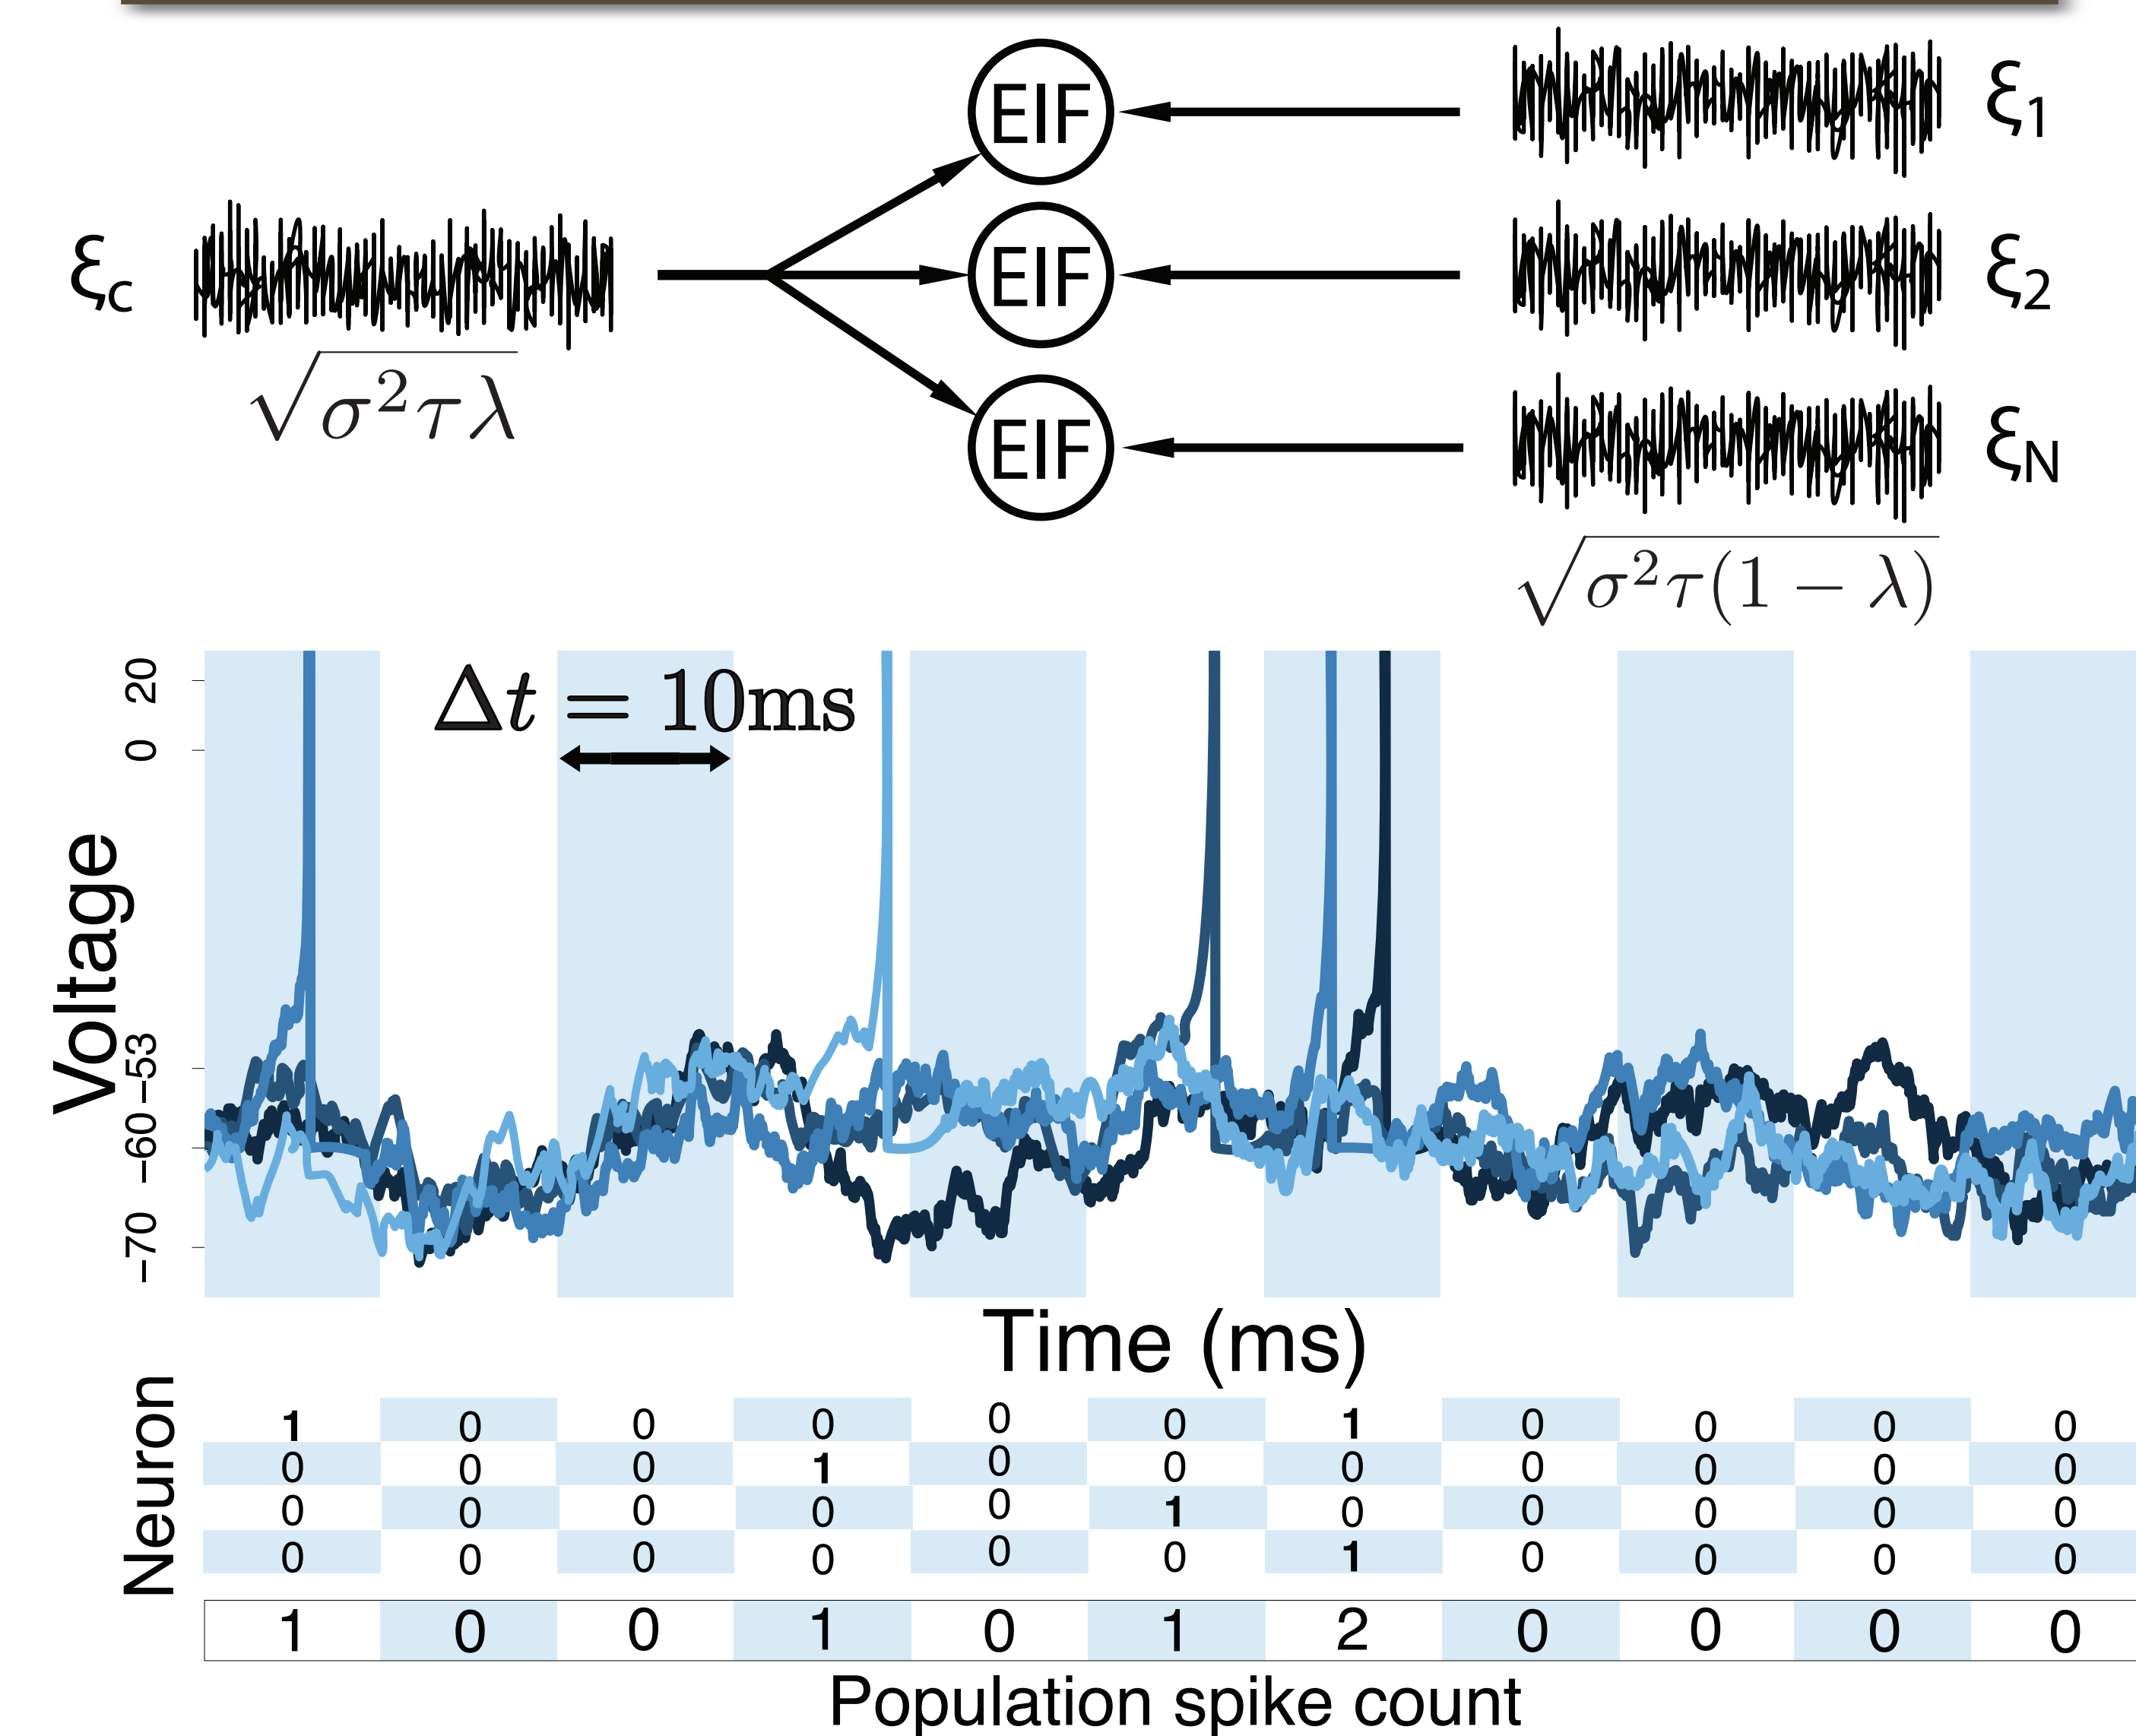 EIF
ξ1
ξc
EIF
ξ2
√σ²τλ
EIF
ξN
√σ²τ(1 − λ)
20
Δt = 10ms
0
Voltage
−53
−60
−70
Time (ms)
Neuron
1 0 0 0 0 0 1 0 0 0 0
0 0 0 1 0 0 0 0 0 0 0
0 0 0 0 0 1 0 0 0 0 0
0 0 0 0 0 0 1 0 0 0 0
1 0 0 1 0 1 2 0 0 0 0
Population spike count